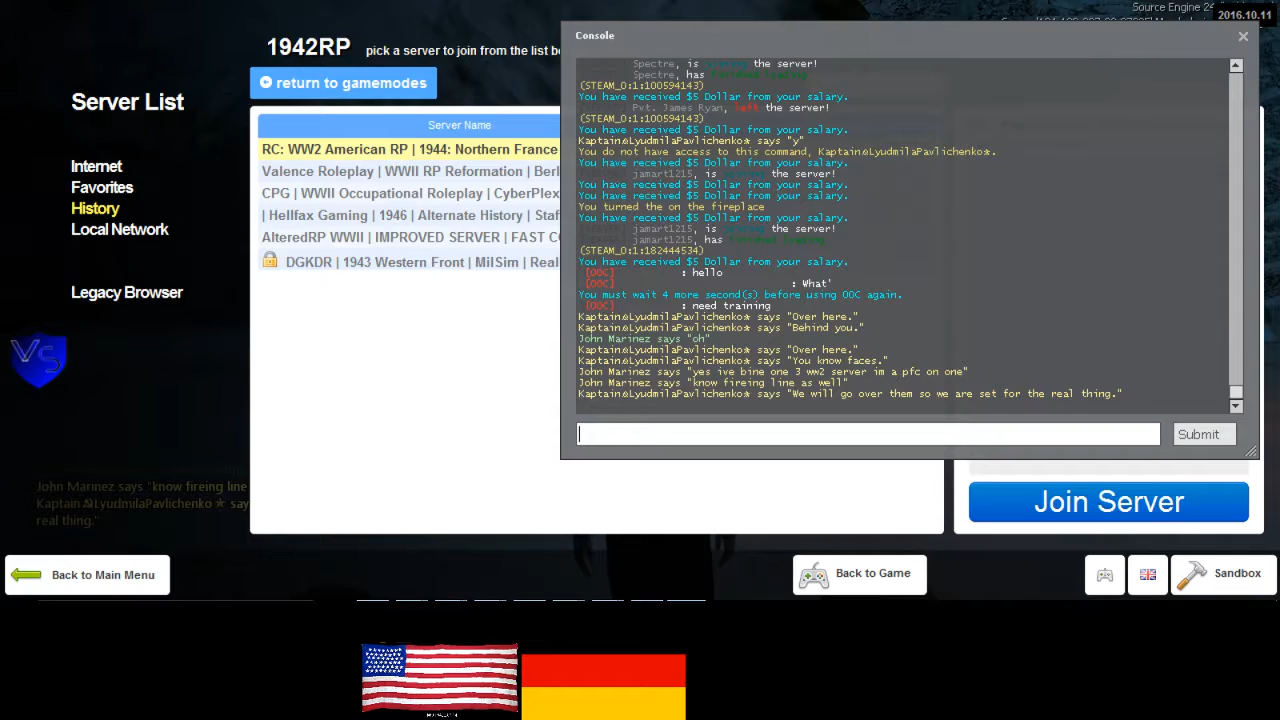 Source Engine 24
2016.10.11
1942RP pick a server to join from the list be
return to gamemodes
Server List
Internet
Favorites
History
Local Network
Legacy Browser
Server Name
RC: WW2 American RP | 1944: Northern France
Valence Roleplay | WWII RP Reformation | Berl
CPG | WWII Occupational Roleplay | CyberPlex
| Hellfax Gaming | 1946 | Alternate History | Staf
AlteredRP WWII | IMPROVED SERVER | FAST CO
DGKDR | 1943 Western Front | MilSim | Real
VS
Console
Spectre, is joining the server!
Spectre, has finished loading
(STEAM_0:1:100594143)
You have received $5 Dollar from your salary.
Pvt. James Ryan, left the server!
(STEAM_0:1:100594143)
You have received $5 Dollar from your salary.
Kaptain☭LyudmilaPavlichenko★ says "y"
You do not have access to this command, Kaptain☭LyudmilaPavlichenko★.
You have received $5 Dollar from your salary.
jamart1215, is joining the server!
You have received $5 Dollar from your salary.
You have received $5 Dollar from your salary.
You turned the on the fireplace
You have received $5 Dollar from your salary.
jamart1215, is joining the server!
jamart1215, has finished loading
(STEAM_0:1:182444534)
You have received $5 Dollar from your salary.
[OOC] : hello
[OOC] : What'
You must wait 4 more second(s) before using OOC again.
[OOC] : need training
Kaptain☭LyudmilaPavlichenko★ says "Over here."
Kaptain☭LyudmilaPavlichenko★ says "Behind you."
John Marinez says "oh"
Kaptain☭LyudmilaPavlichenko★ says "Over here."
Kaptain☭LyudmilaPavlichenko★ says "You know faces."
John Marinez says "yes ive bine one 3 ww2 server im a pfc on one"
John Marinez says "know fireing line as well"
Kaptain☭LyudmilaPavlichenko★ says "We will go over them so we are set for the real thing."
Submit
John Marinez says "know fireing line
Kaptain☭LyudmilaPavlichenko★ say
real thing."
Join Server
Back to Main Menu
Back to Game
Sandbox